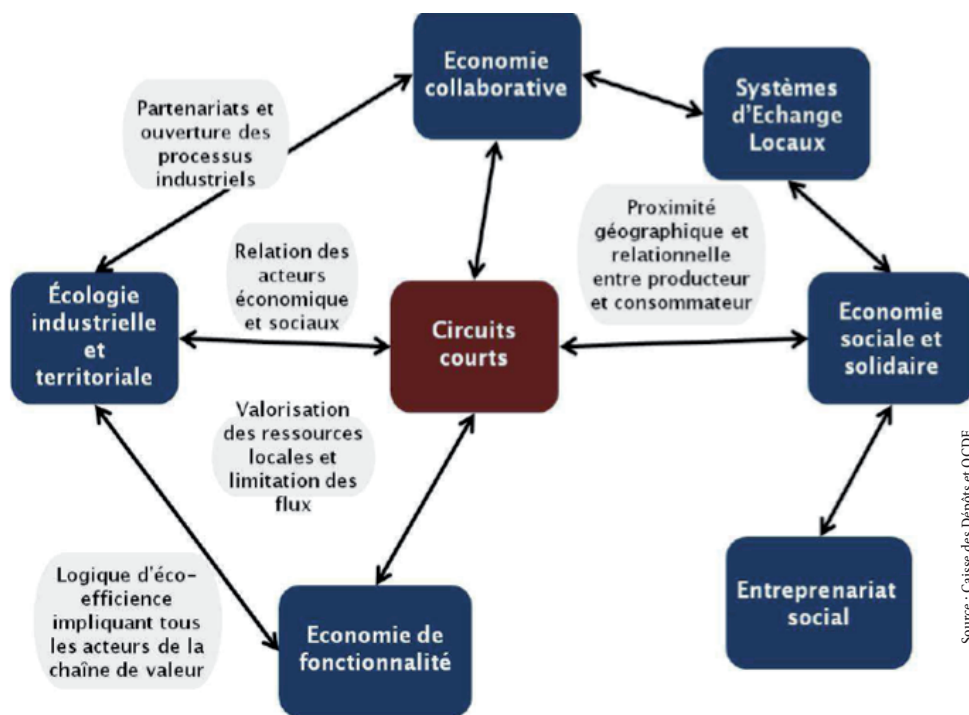 Economie
collaborative
Systèmes
d'Echange
Locaux
Partenariats et
ouverture des
processus
industriels
Proximité
géographique et
relationnelle
entre producteur
et consommateur
Relation des
acteurs
économique
et sociaux
Écologie
industrielle
et
territoriale
Circuits
courts
Economie
sociale et
solidaire
Valorisation
des ressources
locales et
limitation des
flux
Logique d'éco-
efficience
impliquant tous
les acteurs de la
chaîne de valeur
Economie de
fonctionnalité
Entreprenariat
social
Source : Caisse des Dépôts et OCDE